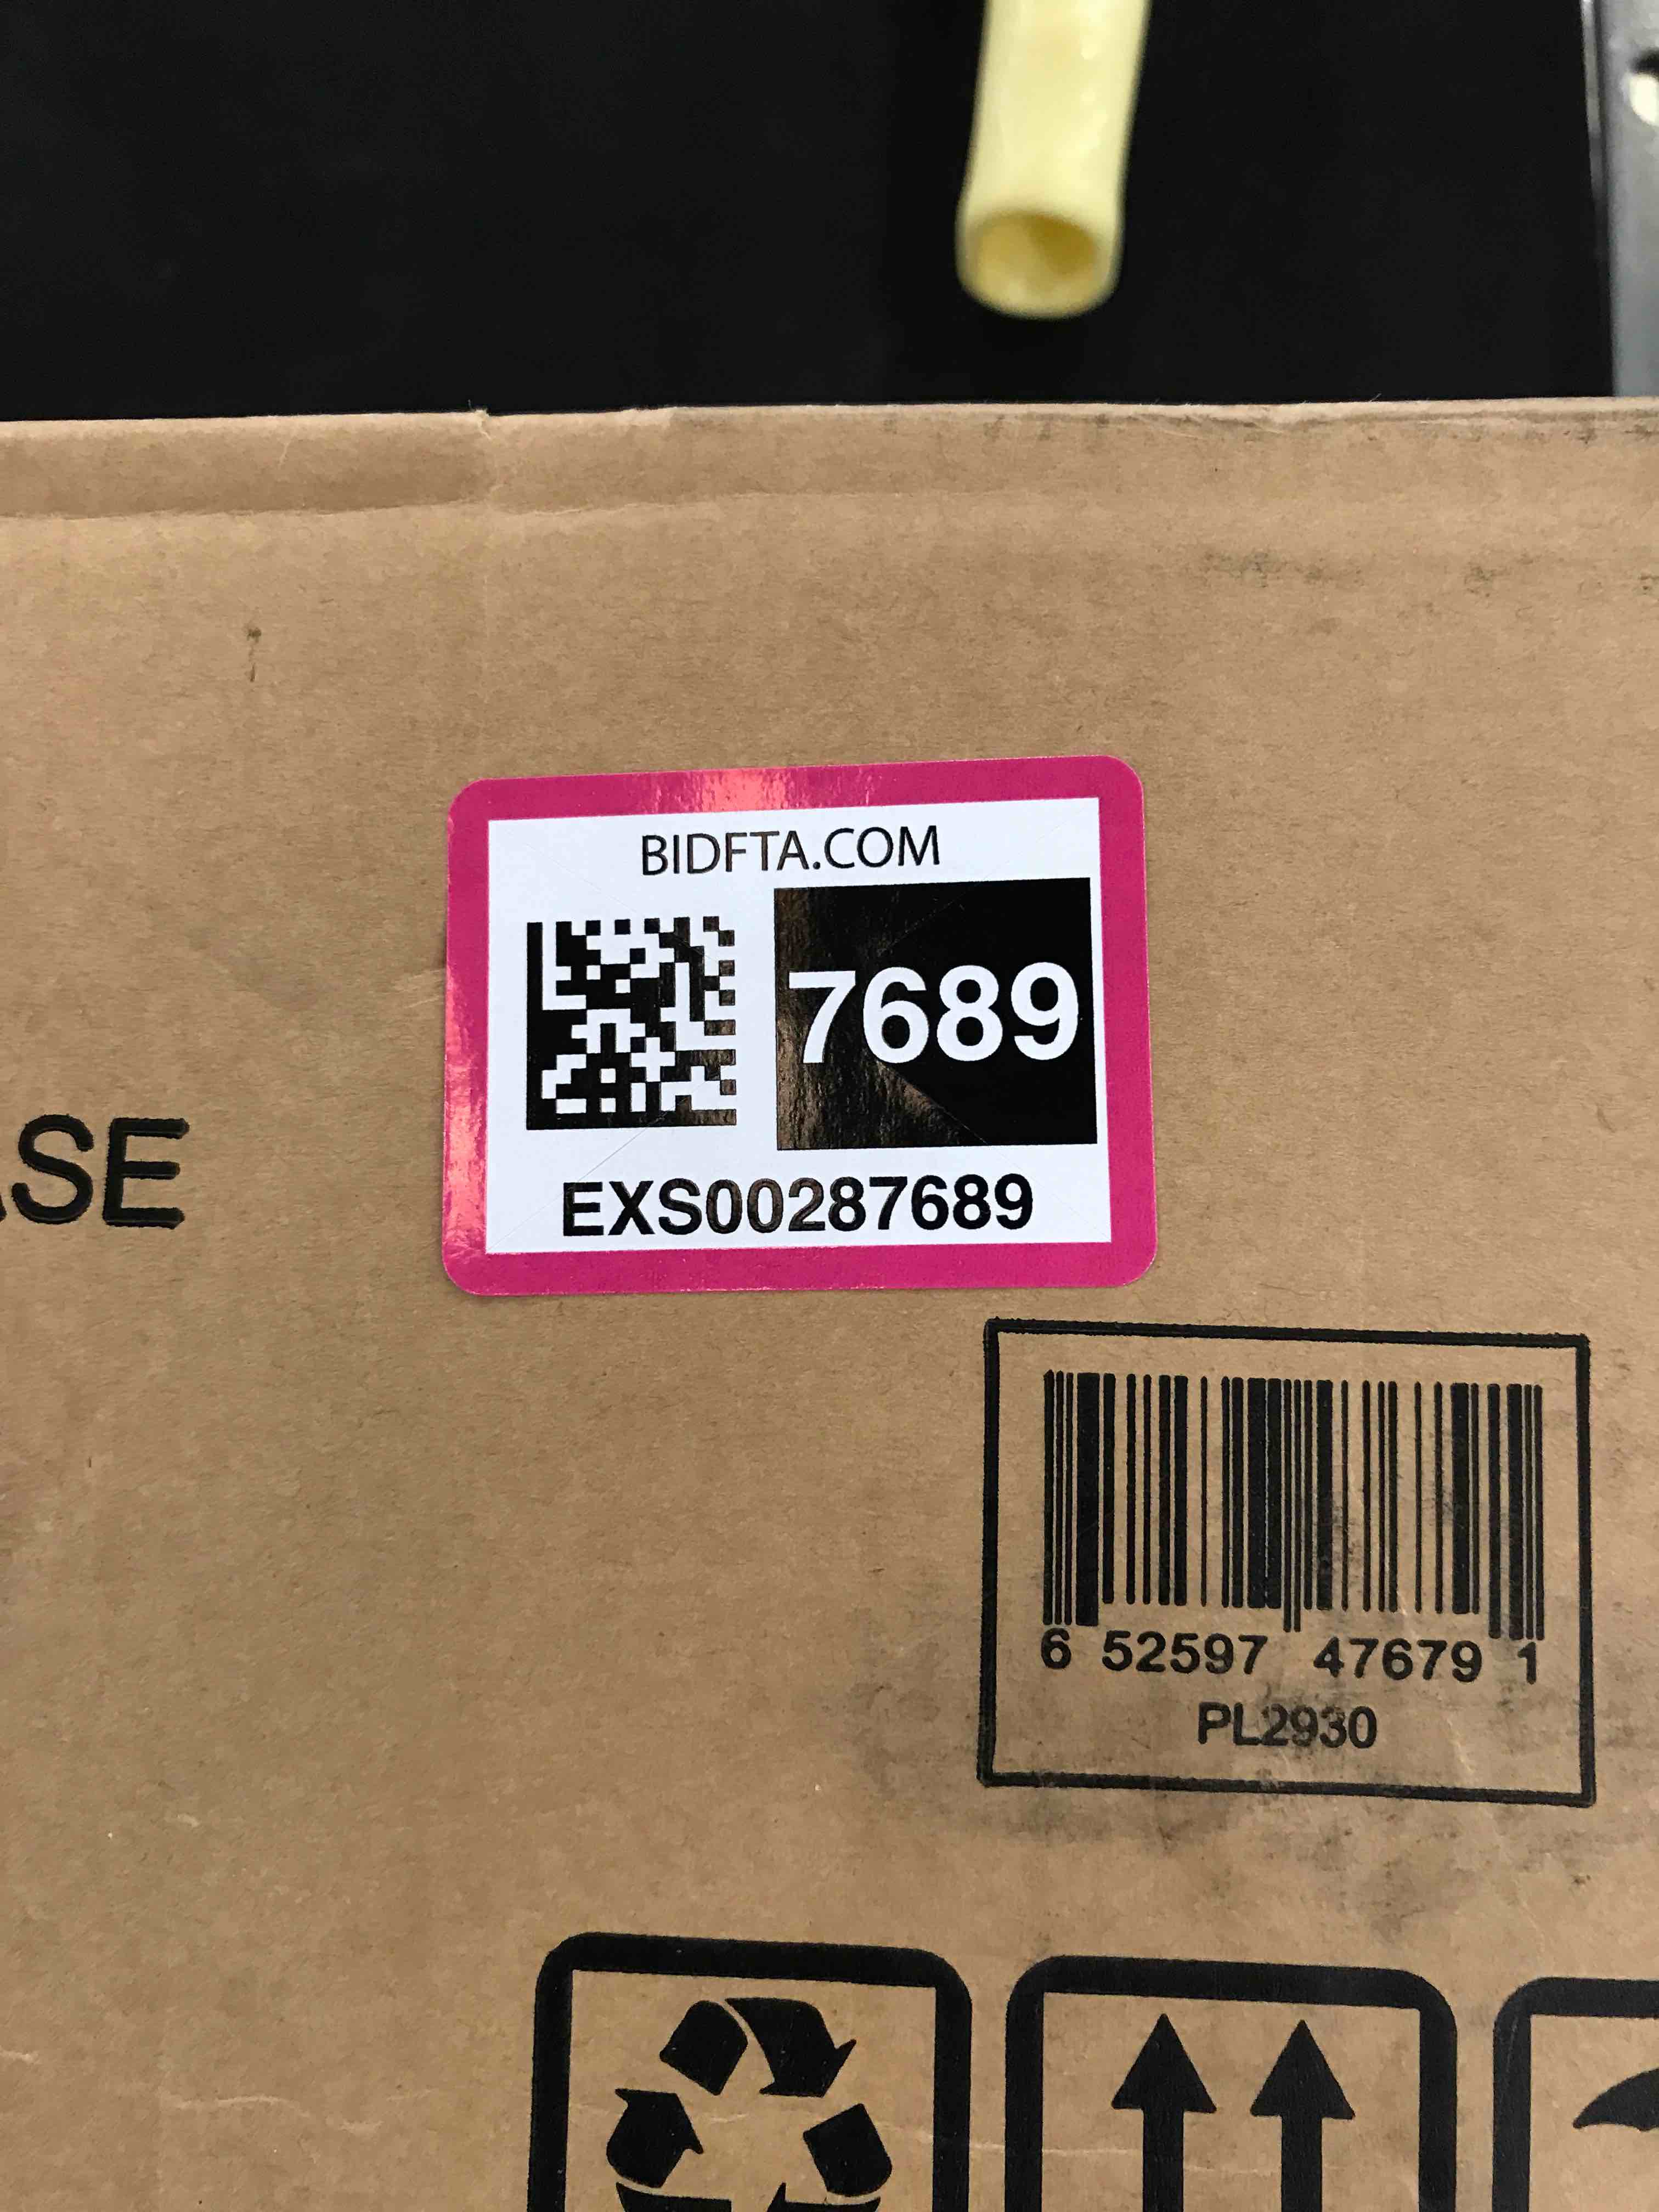 BIDFTA.COM
7689
EXS00287689
ASE
6 52597 47679 1
PL2930